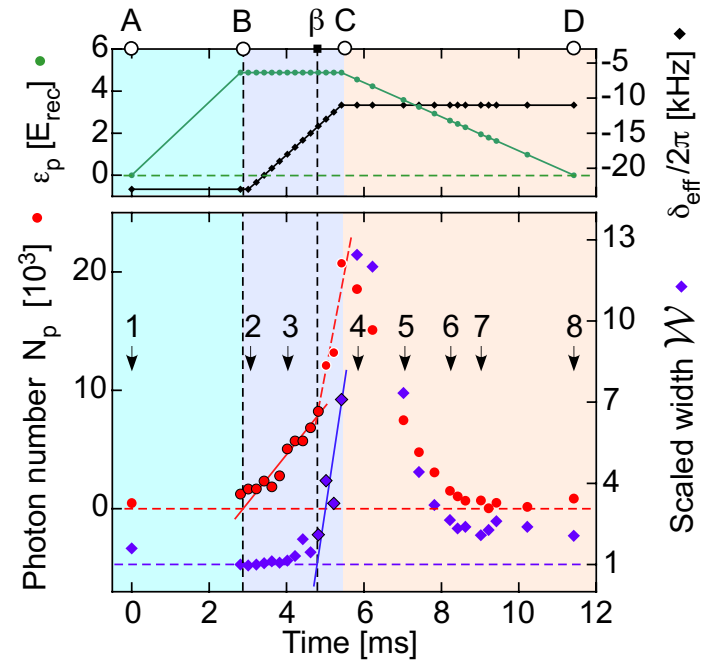 A B β C D
6
4
2
0
ε_p [E_rec]
-5
-10
-15
-20
δ_eff/2π [kHz]
20
10
0
Photon number N_p [10³]
1 2 3 4 5 6 7 8
13
10
7
4
1
Scaled width 𝒲
0 2 4 6 8 10 12
Time [ms]